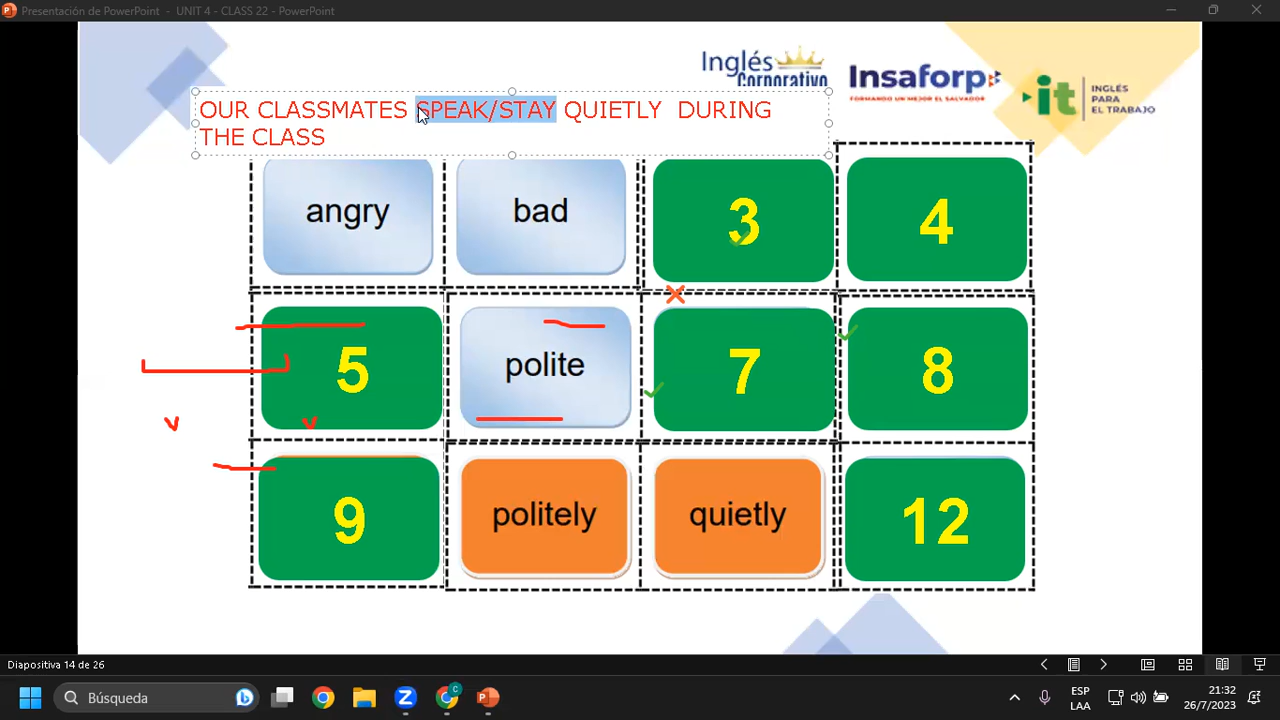 Presentación de PowerPoint - UNIT 4 - CLASS 22 - PowerPoint
Inglés
Corporativo
Insaforp
FORMANDO UN MEJOR EL SALVADOR
it
INGLÉS
PARA
EL TRABAJO
OUR CLASSMATES SPEAK/STAY QUIETLY DURING
THE CLASS
angry
bad
3
4
5
polite
7
8
9
politely
quietly
12
Diapositiva 14 de 26
Búsqueda
ESP
LAA
21:32
26/7/2023